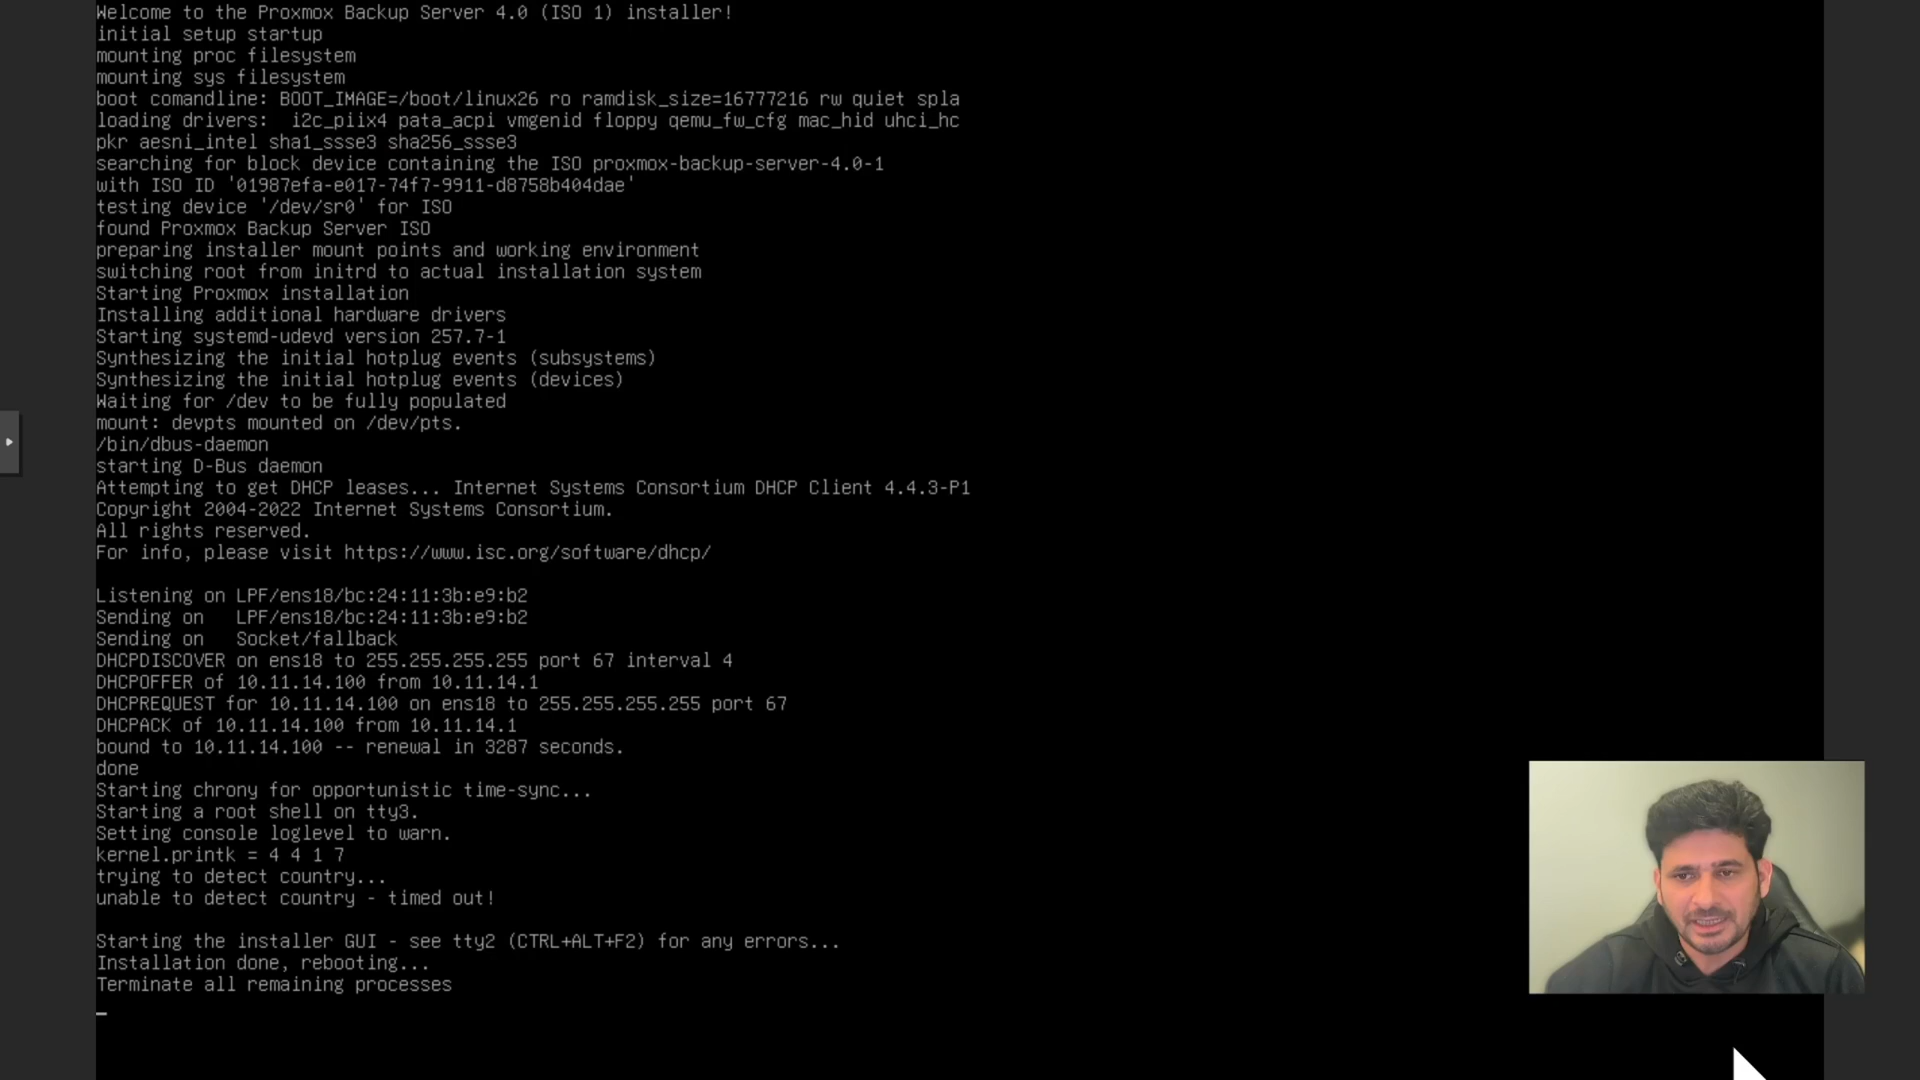 Welcome to the Proxmox Backup Server 4.0 (ISO 1) installer!
initial setup startup
mounting proc filesystem
mounting sys filesystem
boot comandline: BOOT_IMAGE=/boot/linux26 ro ramdisk_size=16777216 rw quiet spla
loading drivers:  i2c_piix4 pata_acpi vmgenid floppy qemu_fw_cfg mac_hid uhci_hc
pkr aesni_intel sha1_ssse3 sha256_ssse3
searching for block device containing the ISO proxmox-backup-server-4.0-1
with ISO ID '01987efa-e017-74f7-9911-d8758b404dae'
testing device '/dev/sr0' for ISO
found Proxmox Backup Server ISO
preparing installer mount points and working environment
switching root from initrd to actual installation system
Starting Proxmox installation
Installing additional hardware drivers
Starting systemd-udevd version 257.7-1
Synthesizing the initial hotplug events (subsystems)
Synthesizing the initial hotplug events (devices)
Waiting for /dev to be fully populated
mount: devpts mounted on /dev/pts.
/bin/dbus-daemon
starting D-Bus daemon
Attempting to get DHCP leases... Internet Systems Consortium DHCP Client 4.4.3-P1
Copyright 2004-2022 Internet Systems Consortium.
All rights reserved.
For info, please visit https://www.isc.org/software/dhcp/
Listening on LPF/ens18/bc:24:11:3b:e9:b2
Sending on   LPF/ens18/bc:24:11:3b:e9:b2
Sending on   Socket/fallback
DHCPDISCOVER on ens18 to 255.255.255.255 port 67 interval 4
DHCPOFFER of 10.11.14.100 from 10.11.14.1
DHCPREQUEST for 10.11.14.100 on ens18 to 255.255.255.255 port 67
DHCPACK of 10.11.14.100 from 10.11.14.1
bound to 10.11.14.100 -- renewal in 3287 seconds.
done
Starting chrony for opportunistic time-sync...
Starting a root shell on tty3.
Setting console loglevel to warn.
kernel.printk = 4 4 1 7
trying to detect country...
unable to detect country - timed out!
Starting the installer GUI - see tty2 (CTRL+ALT+F2) for any errors...
Installation done, rebooting...
Terminate all remaining processes